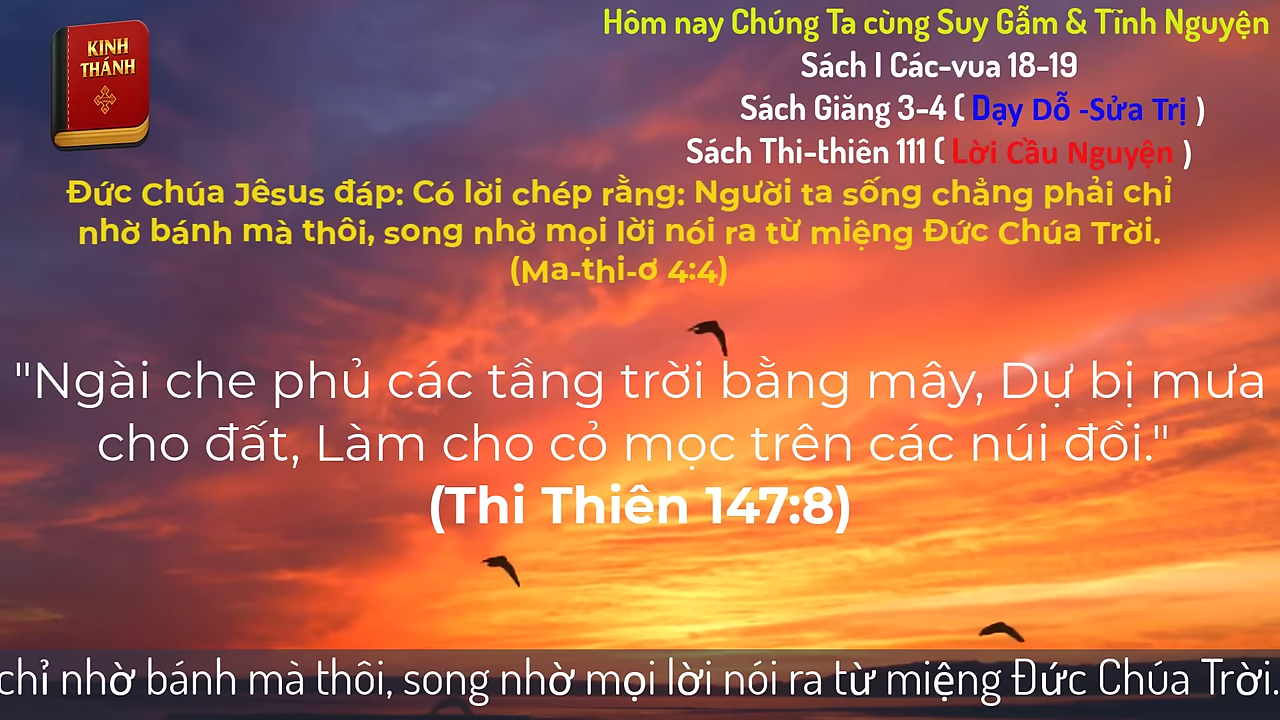 KINH
THÁNH
Hôm nay Chúng Ta cùng Suy Gẫm & Tĩnh Nguyện
Sách I Các-vua 18-19
Sách Giăng 3-4 ( Dạy Dỗ -Sửa Trị )
Sách Thi-thiên 111 ( Lời Cầu Nguyện )
Đức Chúa Jêsus đáp: Có lời chép rằng: Người ta sống chẳng phải chỉ
nhờ bánh mà thôi, song nhờ mọi lời nói ra từ miệng Đức Chúa Trời.
(Ma-thi-ơ 4:4)
"Ngài che phủ các tầng trời bằng mây, Dự bị mưa
cho đất, Làm cho cỏ mọc trên các núi đồi."
(Thi Thiên 147:8)
chỉ nhờ bánh mà thôi, song nhờ mọi lời nói ra từ miệng Đức Chúa Trời.